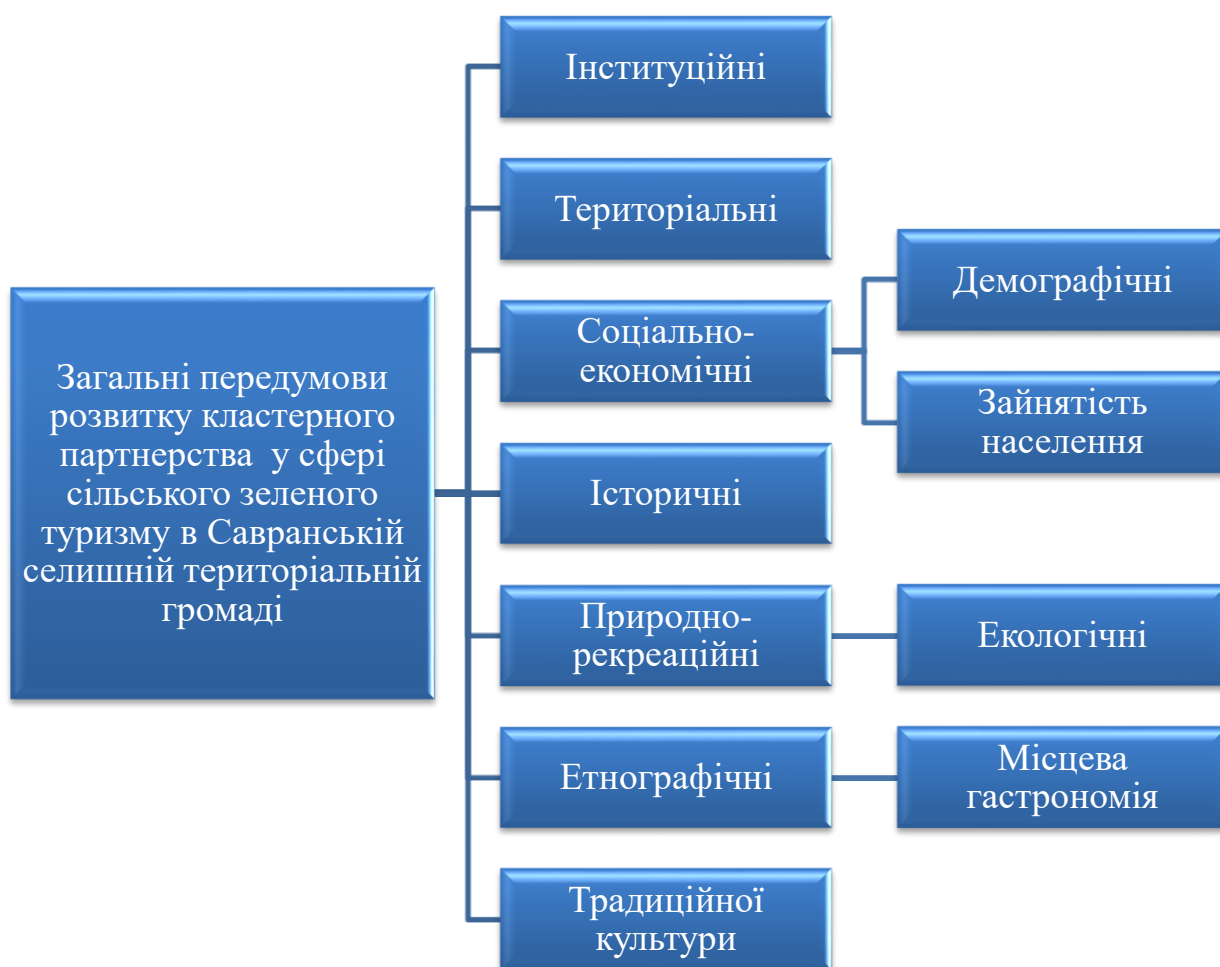 Загальні передумови
розвитку кластерного
партнерства у сфері
сільського зеленого
туризму в Савранській
селишній територіальній
громаді
Інституційні
Територіальні
Соціально-
економічні
Демографічні
Зайнятість
населення
Історичні
Природно-
рекреаційні
Екологічні
Етнографічні
Місцева
гастрономія
Традиційної
культури